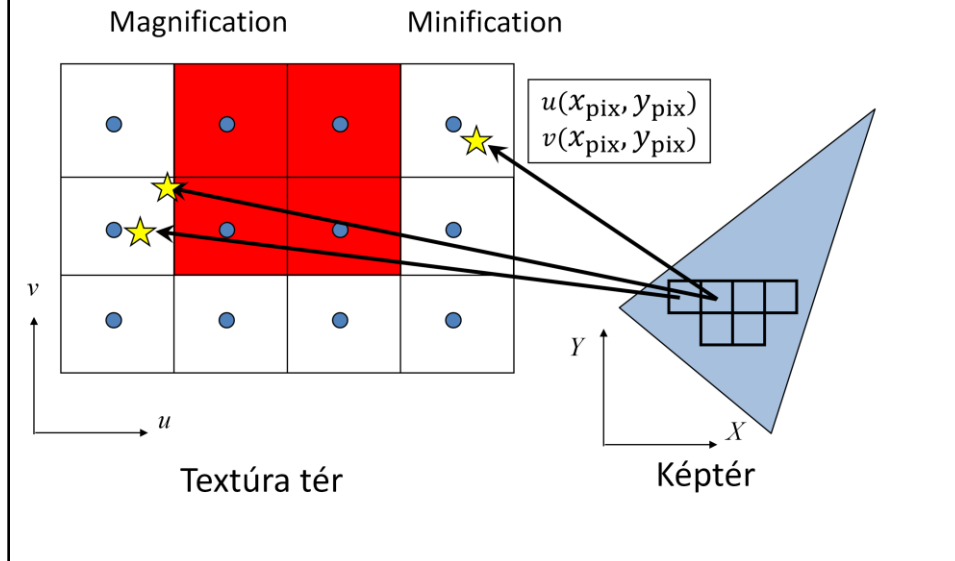 Magnification
Minification
u(x_pix, y_pix)
v(x_pix, y_pix)
v
u
Y
X
Textúra tér
Képtér